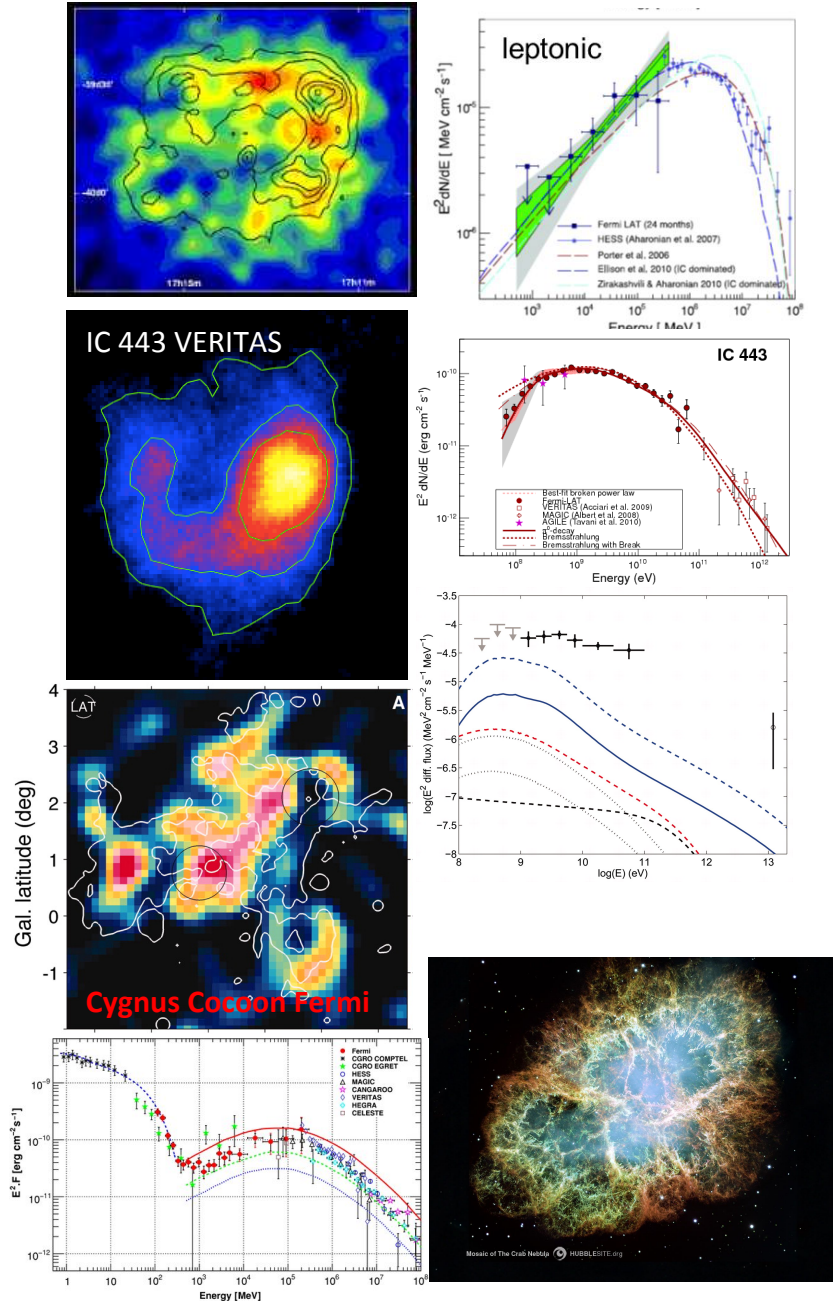 -39d30'
-40d0'
17h15m
17h11m
leptonic
E² dN/dE [ MeV cm⁻² s⁻¹]
10⁻⁵
10⁻⁶
Fermi LAT (24 months)
HESS (Aharonian et al. 2007)
Porter et al. 2006
Ellison et al. 2010 (IC dominated)
Zirakashvili & Aharonian 2010 (IC dominated)
10³ 10⁴ 10⁵ 10⁶ 10⁷ 10⁸
Energy [ MeV]
IC 443 VERITAS
IC 443
E² dN/dE (erg cm⁻² s⁻¹)
10⁻¹⁰
10⁻¹¹
10⁻¹²
Best-fit broken power law
Fermi-LAT
VERITAS (Acciari et al. 2009)
MAGIC (Albert et al. 2008)
AGILE (Tavani et al. 2010)
π⁰-decay
Bremsstrahlung
Bremsstrahlung with Break
10⁸ 10⁹ 10¹⁰ 10¹¹ 10¹²
Energy (eV)
LAT
A
Gal. latitude (deg)
4
3
2
1
0
-1
Cygnus Cocoon Fermi
log(E² diff. flux) (MeV² cm⁻² s⁻¹ MeV⁻¹)
−3.5
−4
−4.5
−5
−5.5
−6
−6.5
−7
−7.5
−8
8 9 10 11 12 13
log(E) (eV)
E².F [erg cm⁻² s⁻¹]
10⁻⁹
10⁻¹⁰
10⁻¹¹
10⁻¹²
Fermi
CGRO COMPTEL
CGRO EGRET
HESS
MAGIC
CANGAROO
VERITAS
HEGRA
CELESTE
1 10 10² 10³ 10⁴ 10⁵ 10⁶ 10⁷ 10⁸
Energy [MeV]
Mosaic of The Crab Nebula HUBBLESITE.org